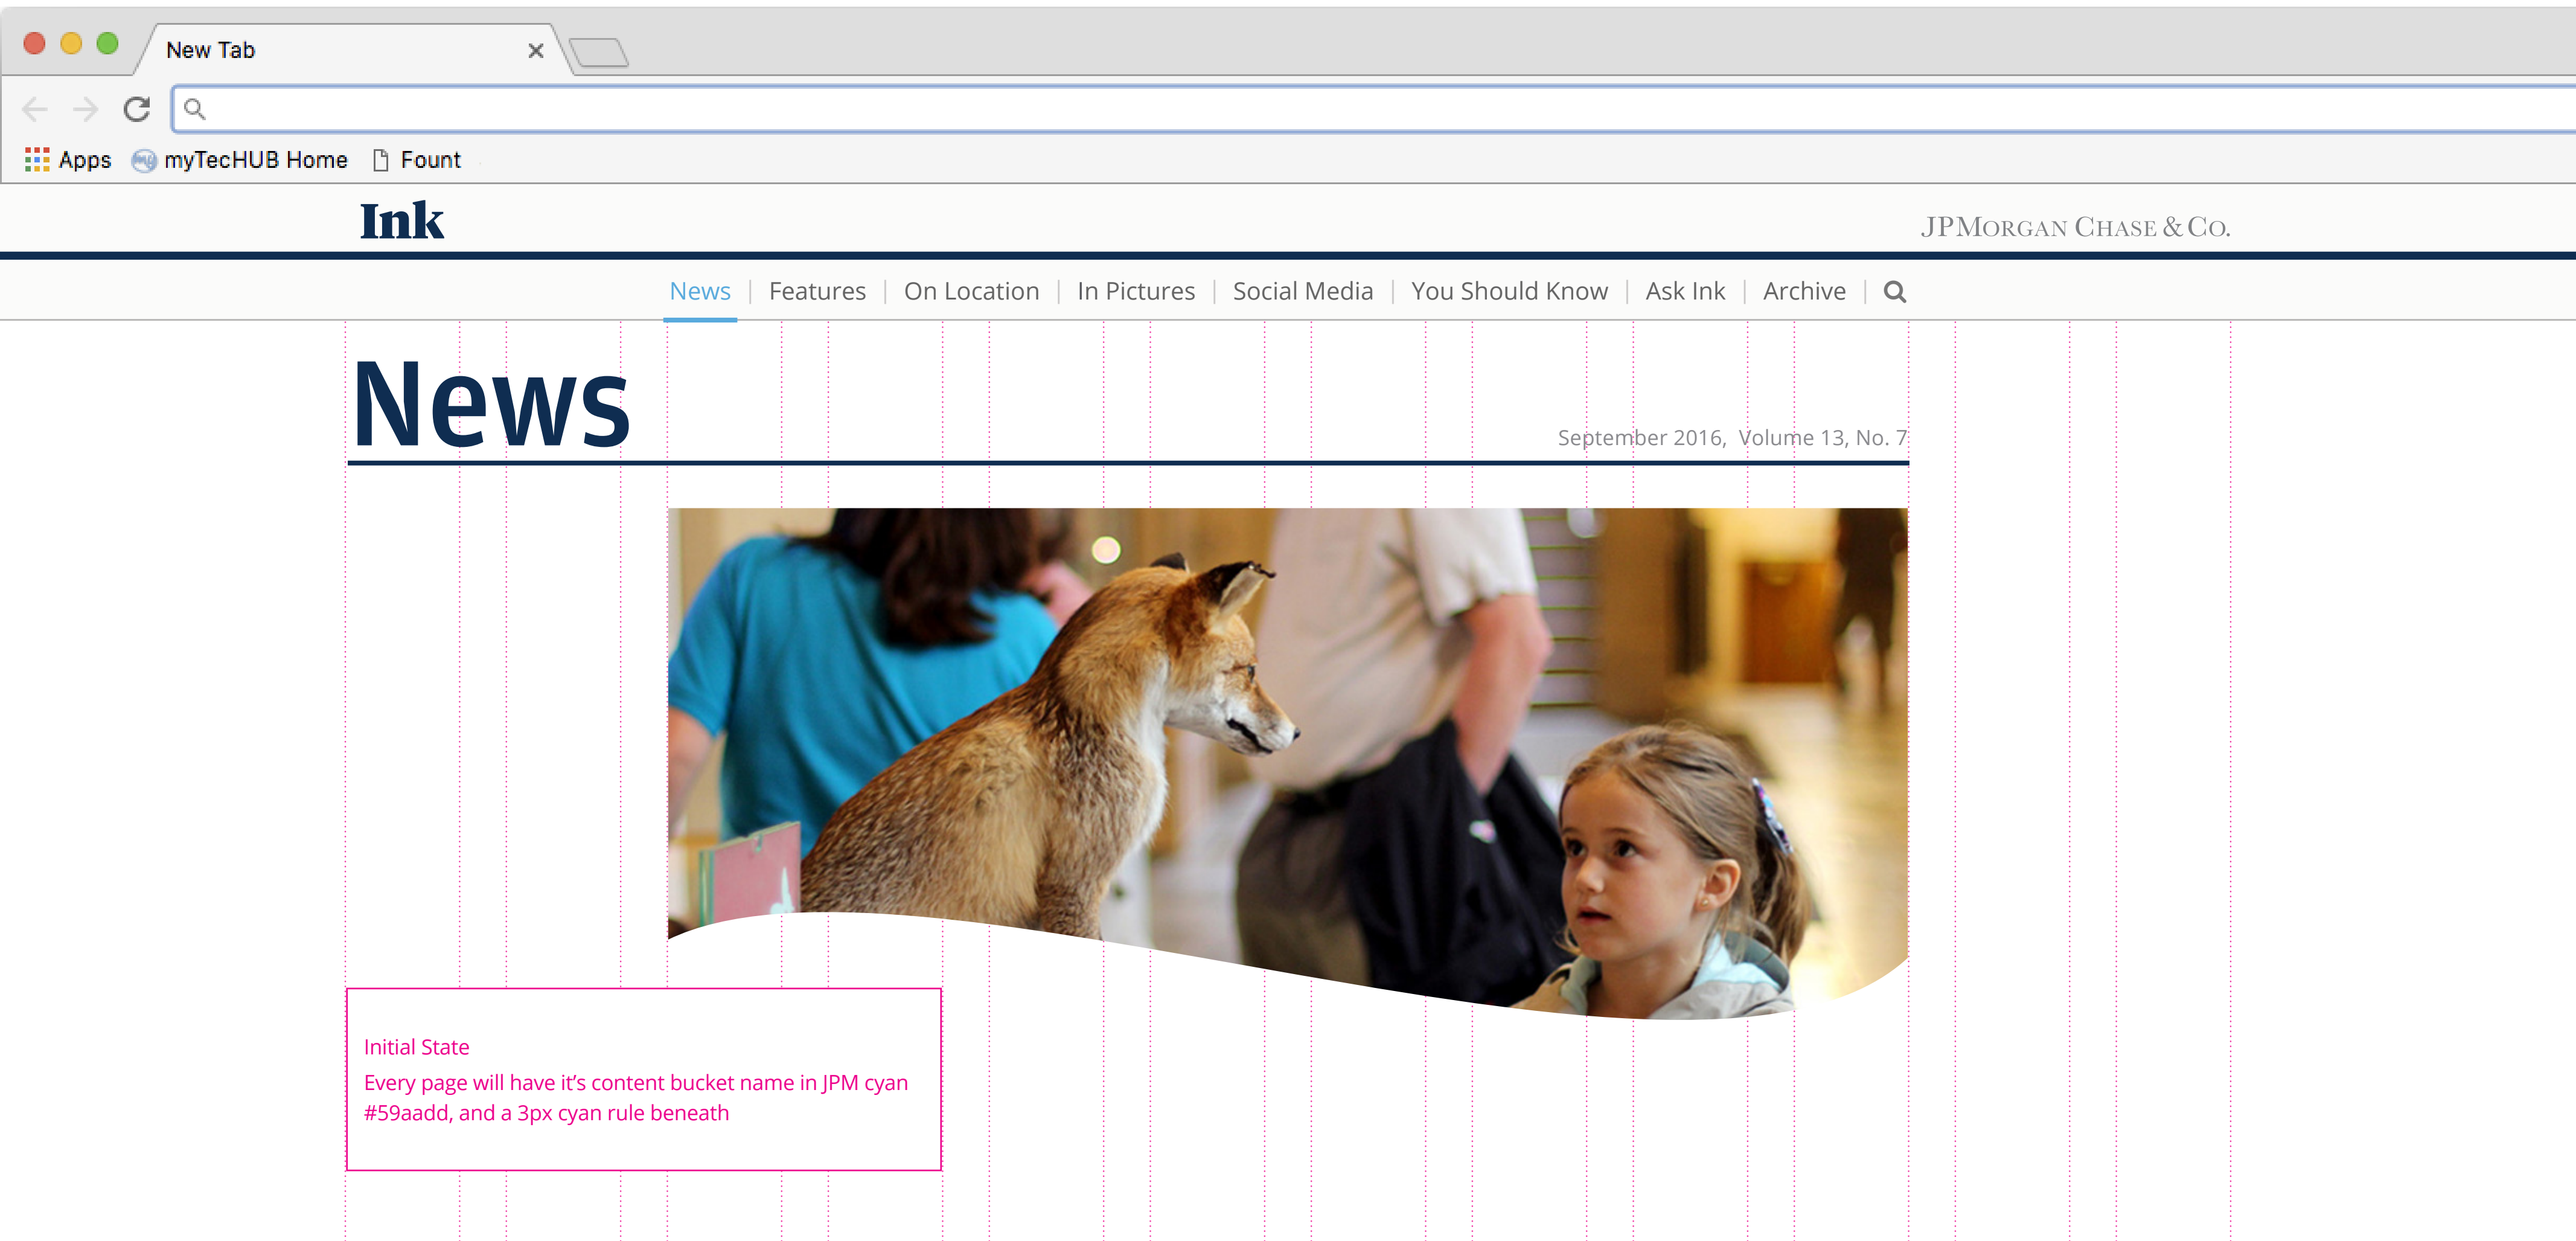 New Tab
Apps myTecHUB Home Fount
Ink
JPMORGAN CHASE & CO.
News | Features | On Location | In Pictures | Social Media | You Should Know | Ask Ink | Archive |
News
September 2016, Volume 13, No. 7
Initial State
Every page will have it’s content bucket name in JPM cyan
#59aadd, and a 3px cyan rule beneath